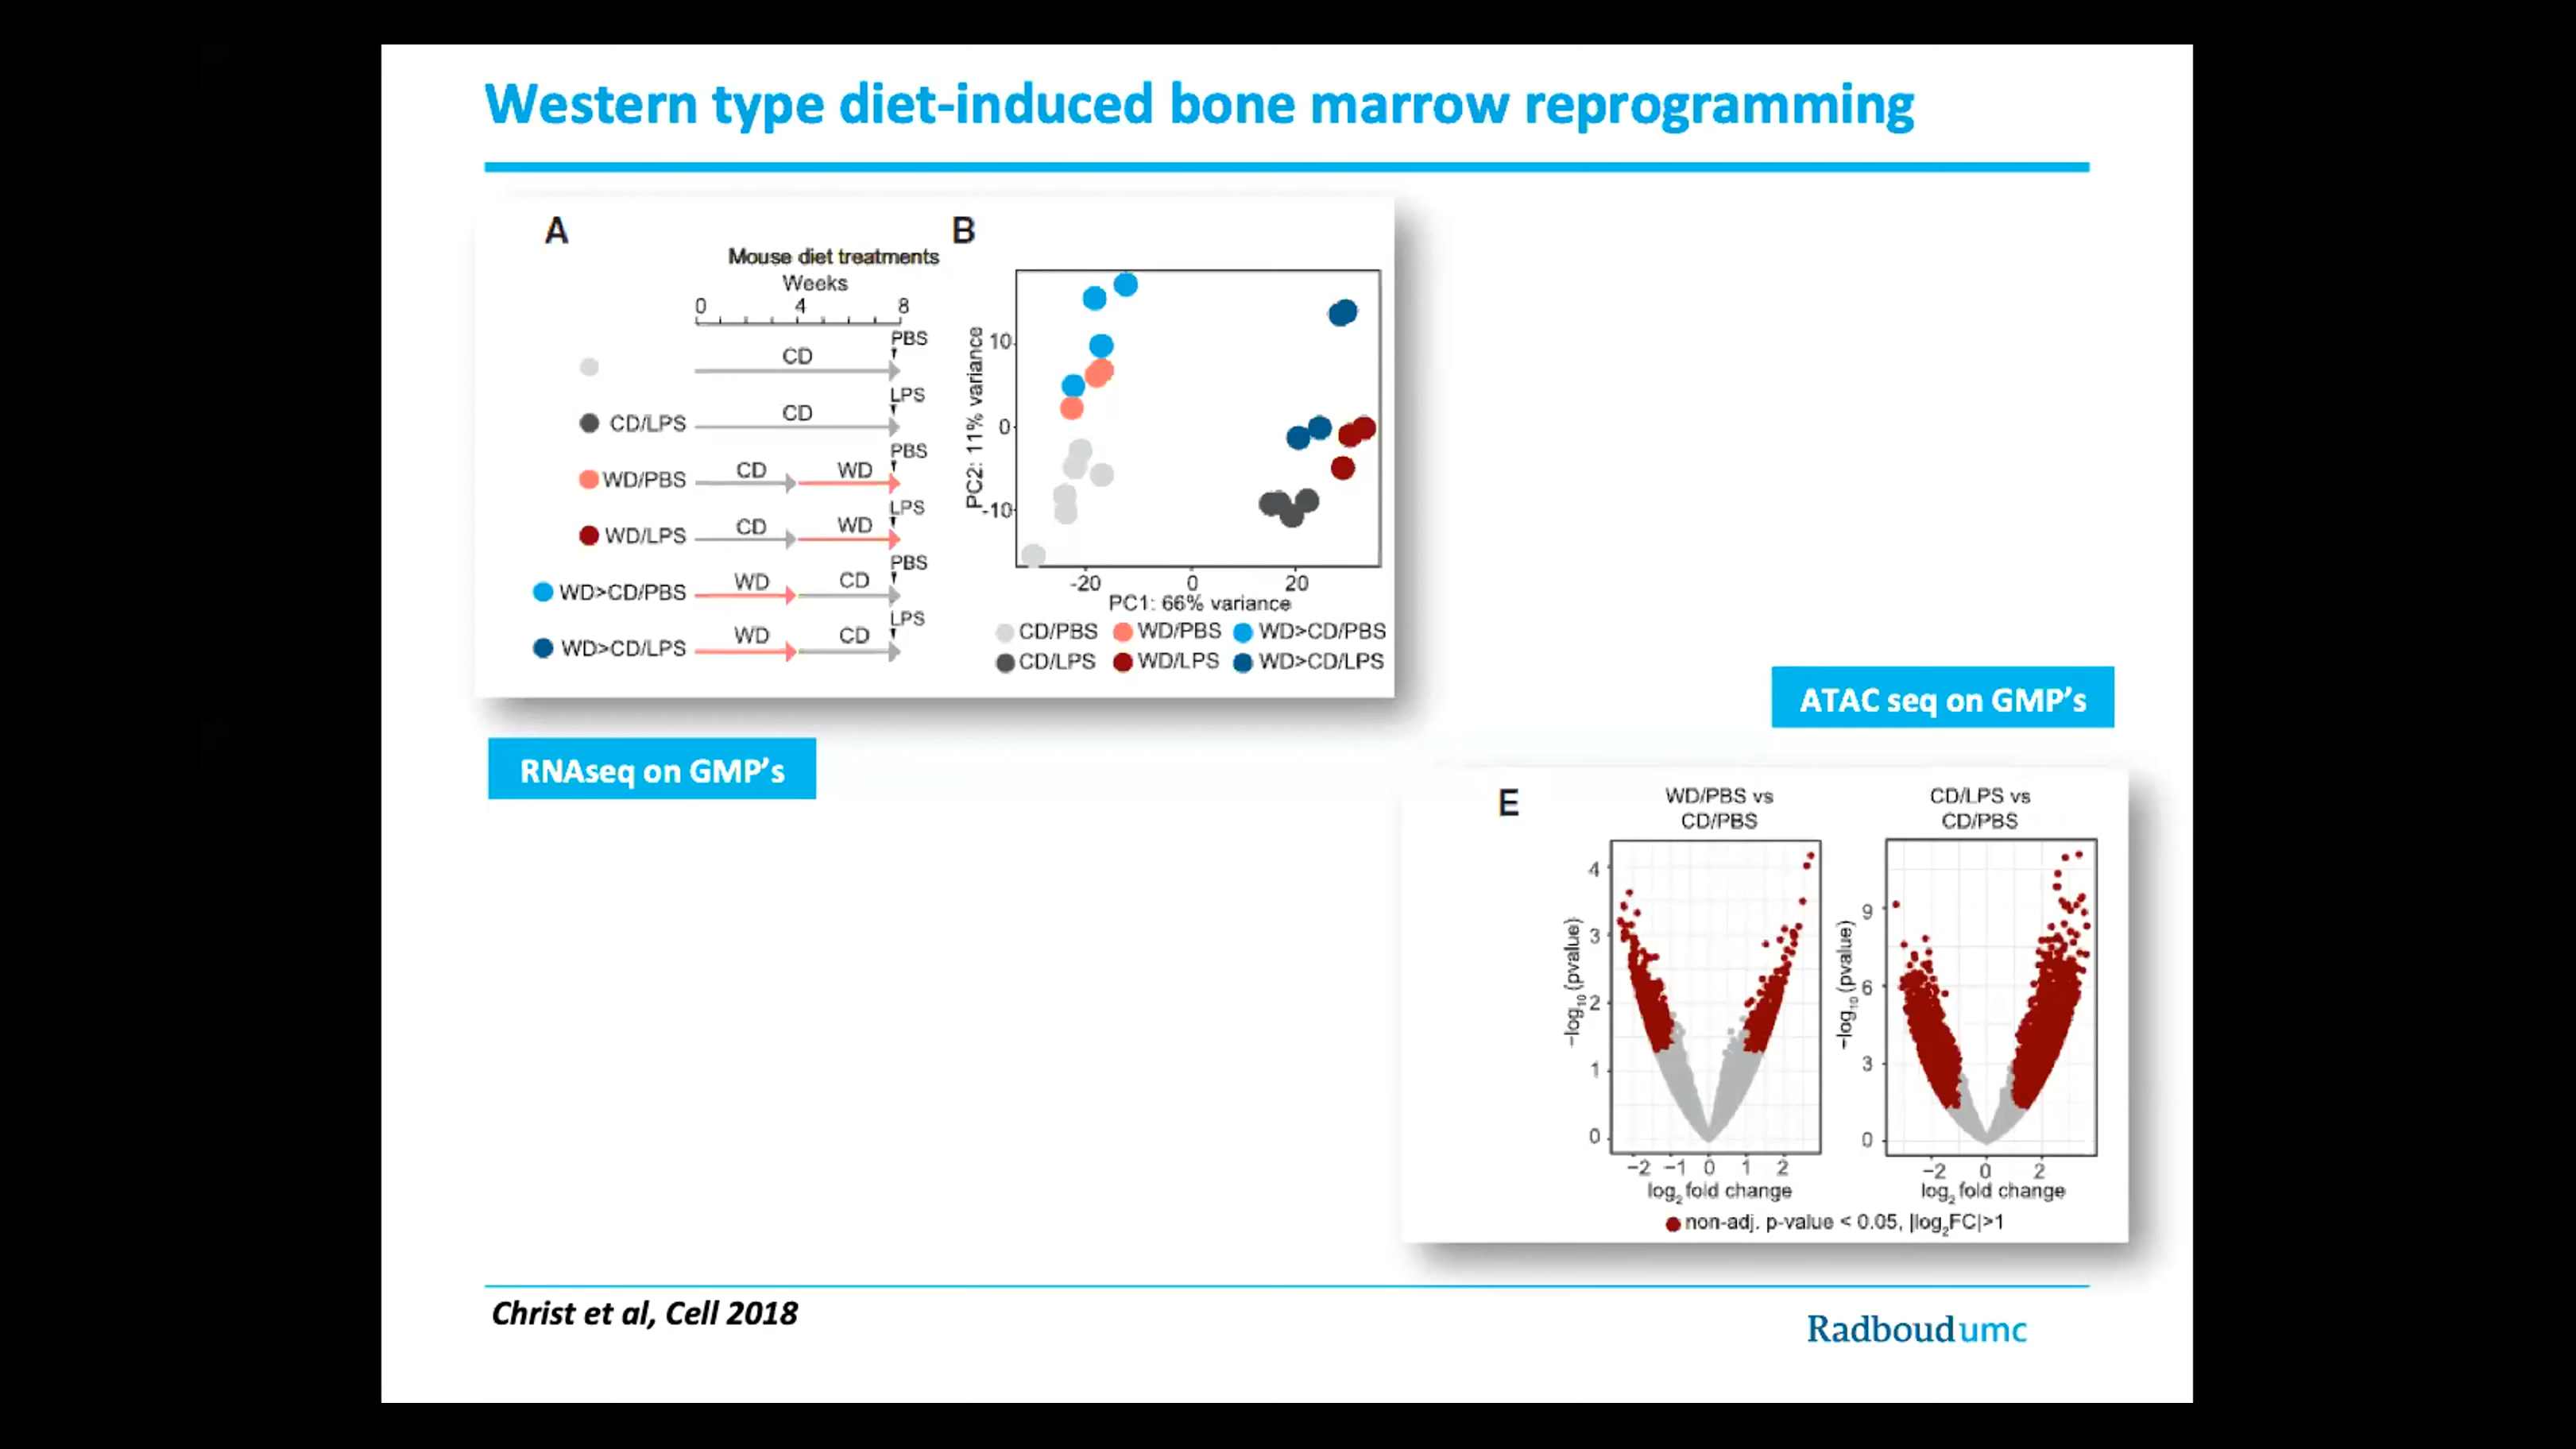 Western type diet-induced bone marrow reprogramming
A
Mouse diet treatments
Weeks
0 4 8
PBS
CD
LPS
CD/LPS CD
PBS
WD/PBS CD WD
LPS
WD/LPS CD WD
PBS
WD>CD/PBS WD CD
LPS
WD>CD/LPS WD CD
B
PC2: 11% variance
10
0
-10
-20 0 20
PC1: 66% variance
CD/PBS WD/PBS WD>CD/PBS
CD/LPS WD/LPS WD>CD/LPS
ATAC seq on GMP's
RNAseq on GMP's
E
WD/PBS vs
CD/PBS
−log10 (pvalue)
4
3
2
1
0
−2 −1 0 1 2
log2 fold change
CD/LPS vs
CD/PBS
−log10 (pvalue)
9
6
3
0
−2 0 2
log2 fold change
non-adj. p-value < 0.05, |log2FC|>1
Christ et al, Cell 2018
Radboudumc